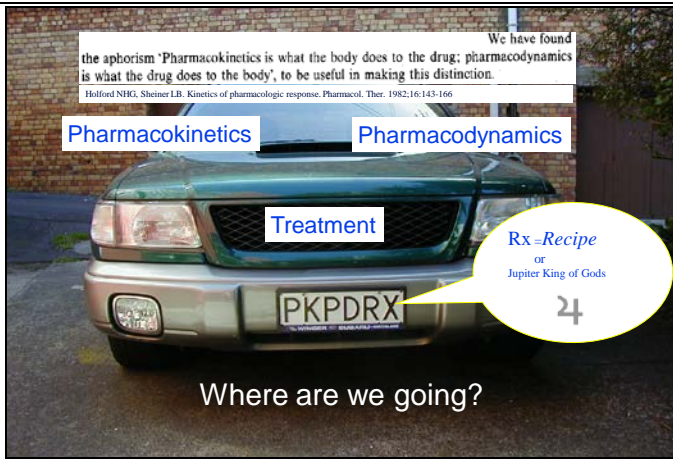 We have found
the aphorism 'Pharmacokinetics is what the body does to the drug; pharmacodynamics
is what the drug does to the body', to be useful in making this distinction.
Holford NHG, Sheiner LB. Kinetics of pharmacologic response. Pharmacol. Ther. 1982;16:143-166
Pharmacokinetics
Pharmacodynamics
Treatment
Rx =Recipe
or
Jupiter King of Gods
♃
PKPDRX
WINGER SUBARU
Where are we going?